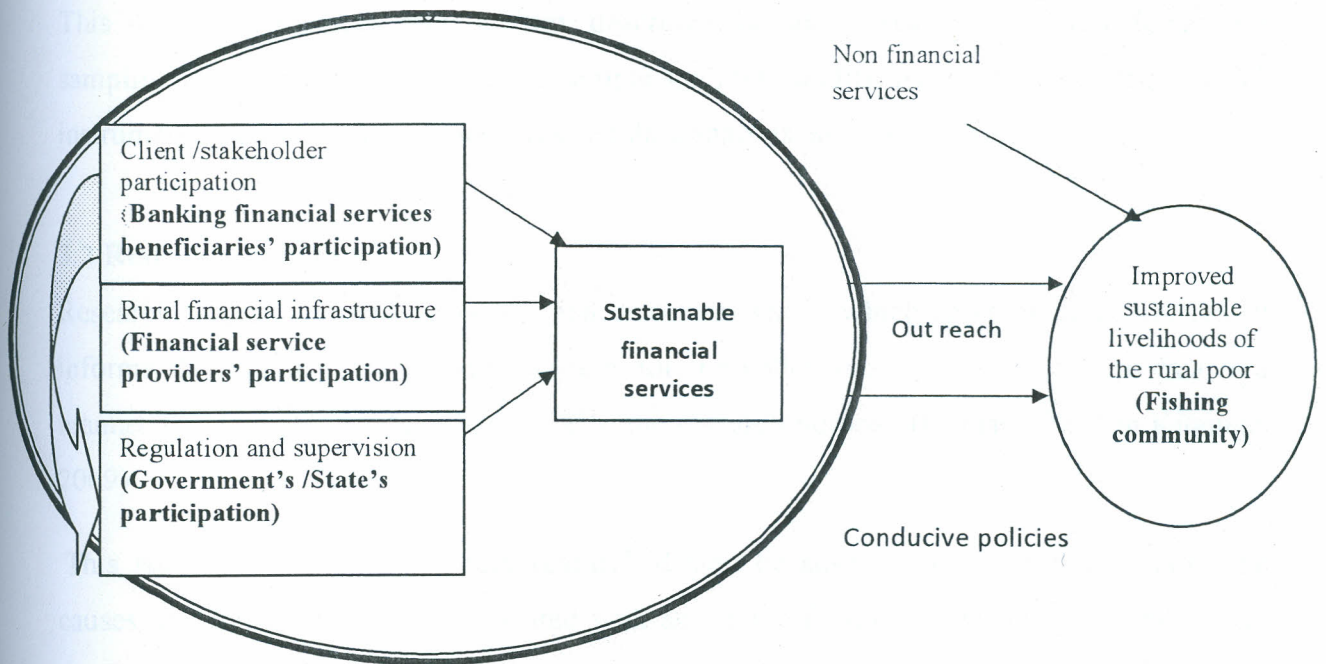 Non financial
services
Client /stakeholder
participation
(Banking financial services
beneficiaries' participation)
Rural financial infrastructure
(Financial service
providers' participation)
Regulation and supervision
(Government's /State's
participation)
Sustainable
financial
services
Out reach
Conducive policies
Improved
sustainable
livelihoods of
the rural poor
(Fishing
community)